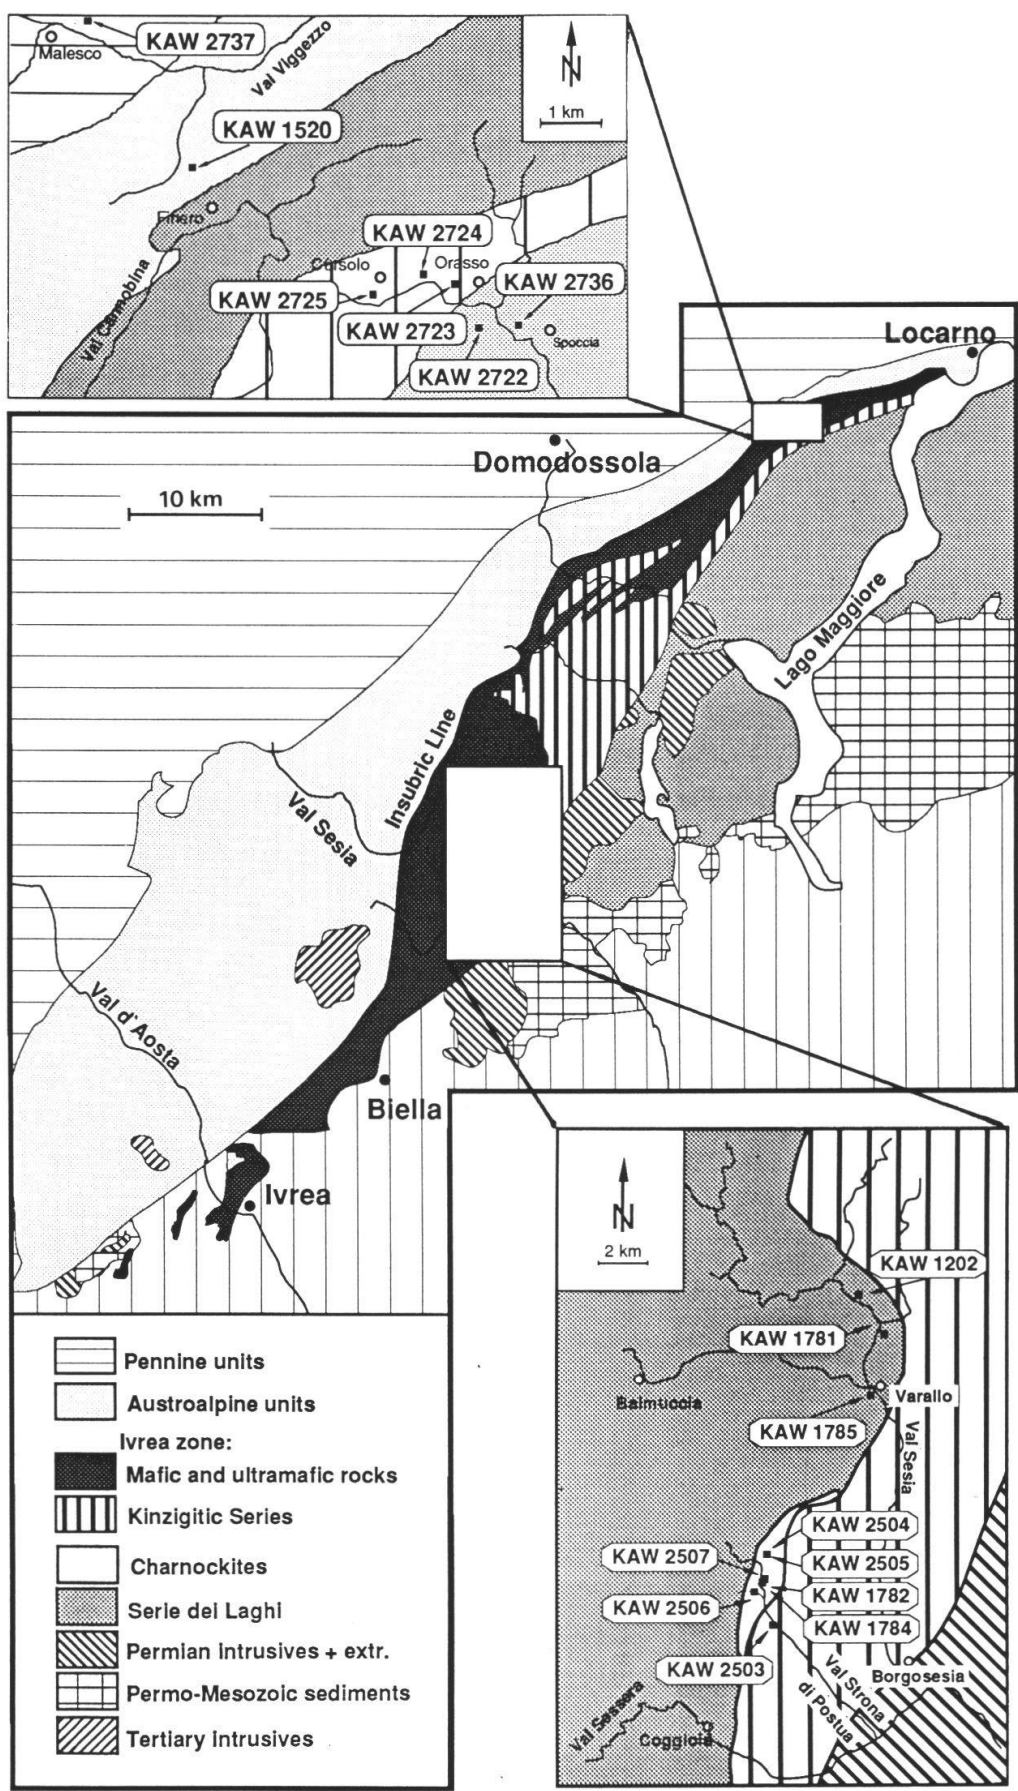 KAW 2737
Malesco
Val Viggezzo
N
1 km
KAW 1520
Finero
KAW 2724
Cursolo
Orasso
KAW 2736
KAW 2725
KAW 2723
Spoccia
Val Cannobina
KAW 2722
Locarno
Domodossola
10 km
Lago Maggiore
Insubric Line
Val Sesia
Val d'Aosta
Biella
Ivrea
N
2 km
KAW 1202
KAW 1781
Balmuccia
Varallo
KAW 1785
Val Sesia
KAW 2504
KAW 2507
KAW 2505
KAW 1782
KAW 2506
KAW 1784
KAW 2503
Borgosesia
Val Strona
di Postua
Val Sessera
Coggiola
Pennine units
Austroalpine units
Ivrea zone:
Mafic and ultramafic rocks
Kinzigitic Series
Charnockites
Serie dei Laghi
Permian intrusives + extr.
Permo-Mesozoic sediments
Tertiary intrusives